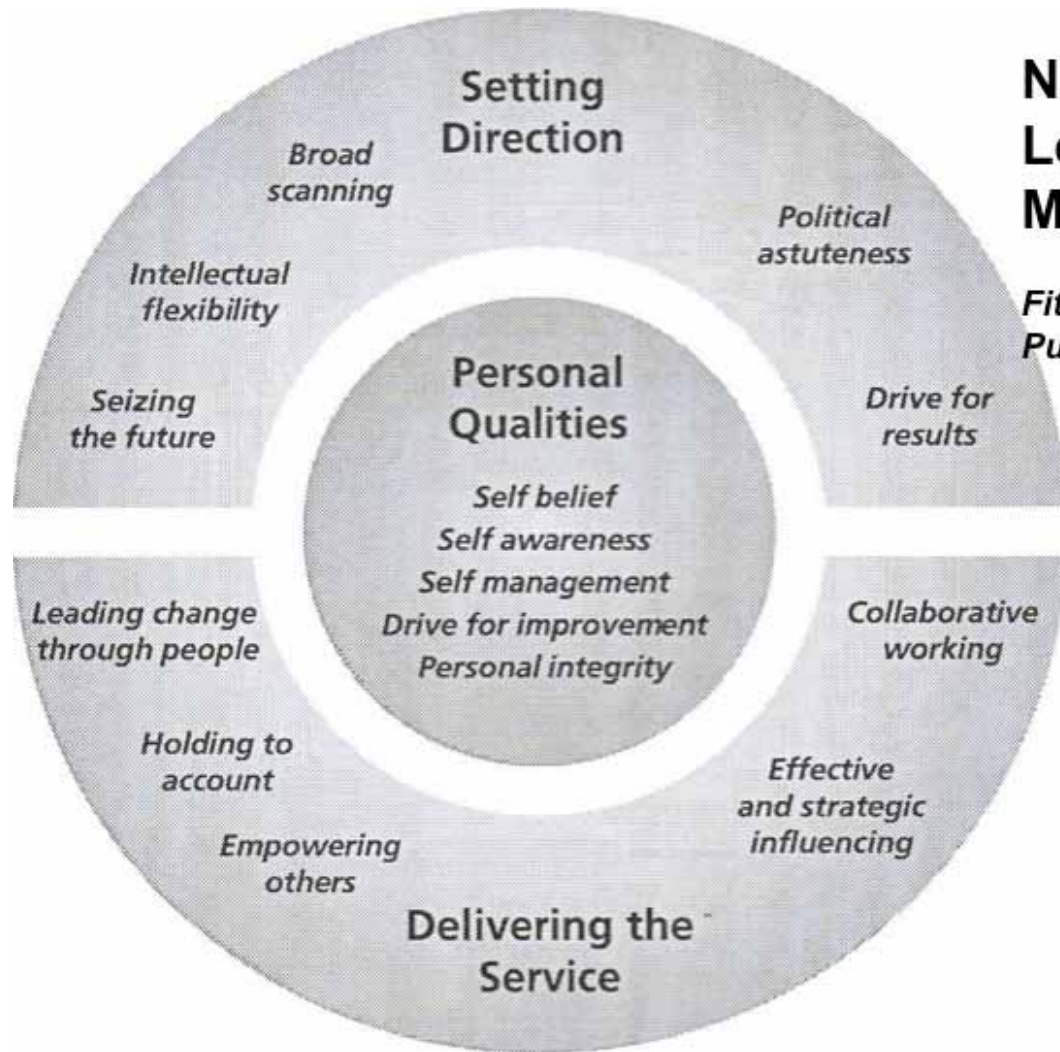 Setting
Direction
Broad
scanning
Intellectual
flexibility
Seizing
the future
Political
astuteness
Drive for
results
Personal
Qualities
Self belief
Self awareness
Self management
Drive for improvement
Personal integrity
Leading change
through people
Holding to
account
Empowering
others
Collaborative
working
Effective
and strategic
influencing
Delivering the
Service